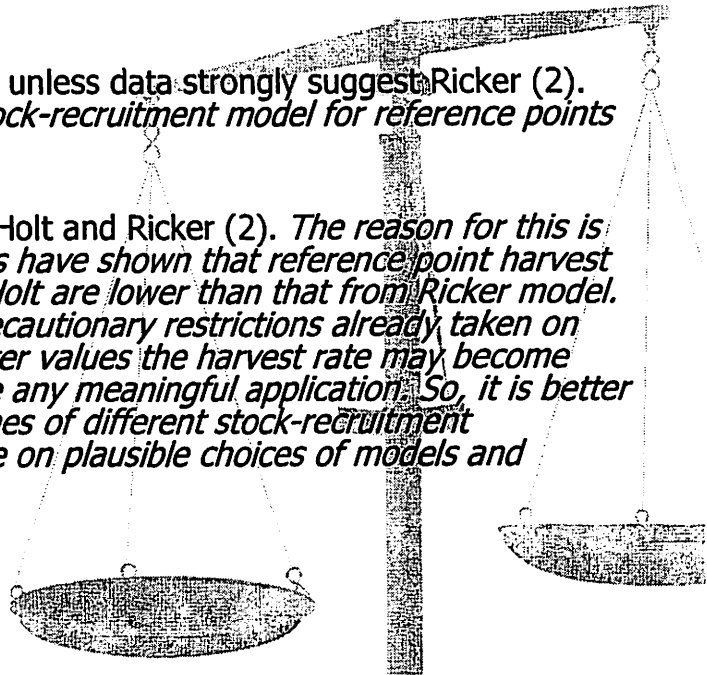 unless data strongly suggest Ricker (2).
ock-recruitment model for reference points
Holt and Ricker (2). The reason for this is
s have shown that reference point harvest
Holt are lower than that from Ricker model.
ecautionary restrictions already taken on
er values the harvest rate may become
e any meaningful application. So, it is better
es of different stock-recruitment
e on plausible choices of models and